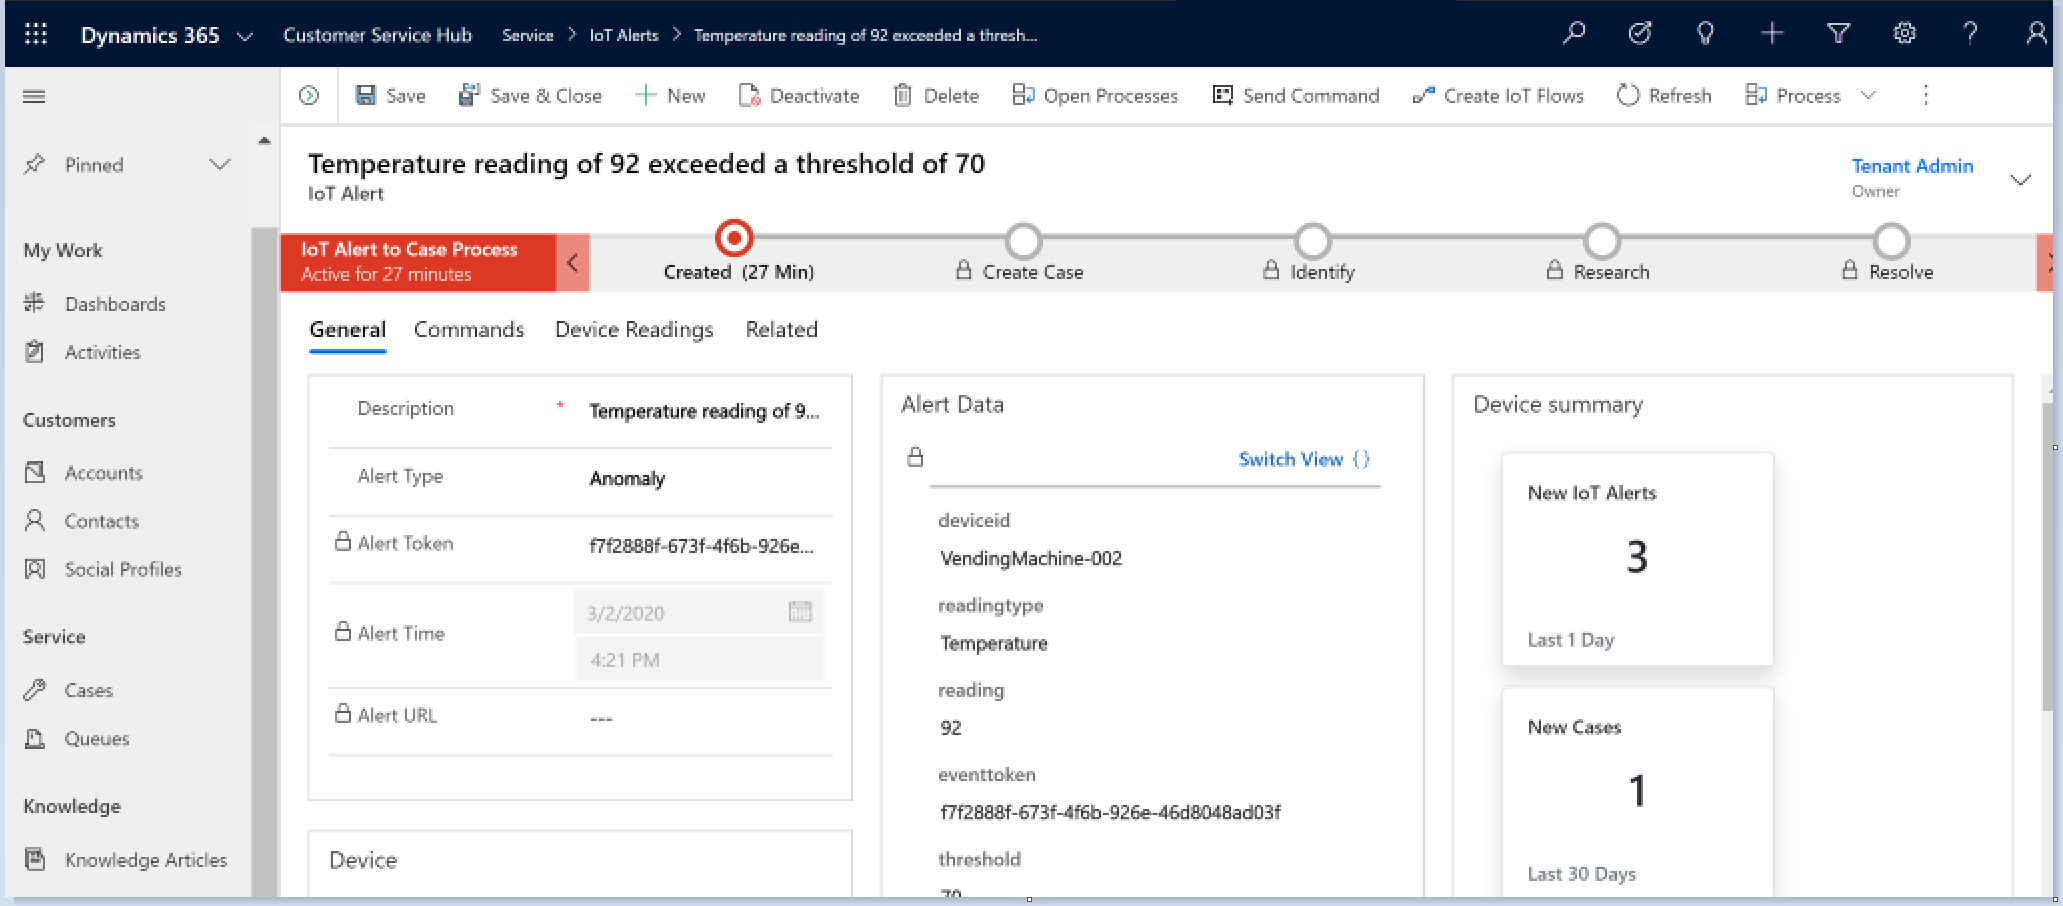 Dynamics 365 Customer Service Hub Service > IoT Alerts > Temperature reading of 92 exceeded a thresh...
Save Save & Close New Deactivate Delete Open Processes Send Command Create IoT Flows Refresh Process
Pinned
My Work
Dashboards
Activities
Customers
Accounts
Contacts
Social Profiles
Service
Cases
Queues
Knowledge
Knowledge Articles
Temperature reading of 92 exceeded a threshold of 70
IoT Alert
Tenant Admin
Owner
IoT Alert to Case Process
Active for 27 minutes
Created (27 Min)
Create Case
Identify
Research
Resolve
General Commands Device Readings Related
Description * Temperature reading of 9...
Alert Type Anomaly
Alert Token f7f2888f-673f-4f6b-926e...
Alert Time 3/2/2020
4:21 PM
Alert URL ---
Device
Alert Data
Switch View {}
deviceid
VendingMachine-002
readingtype
Temperature
reading
92
eventtoken
f7f2888f-673f-4f6b-926e-46d8048ad03f
threshold
70
Device summary
New IoT Alerts
3
Last 1 Day
New Cases
1
Last 30 Days